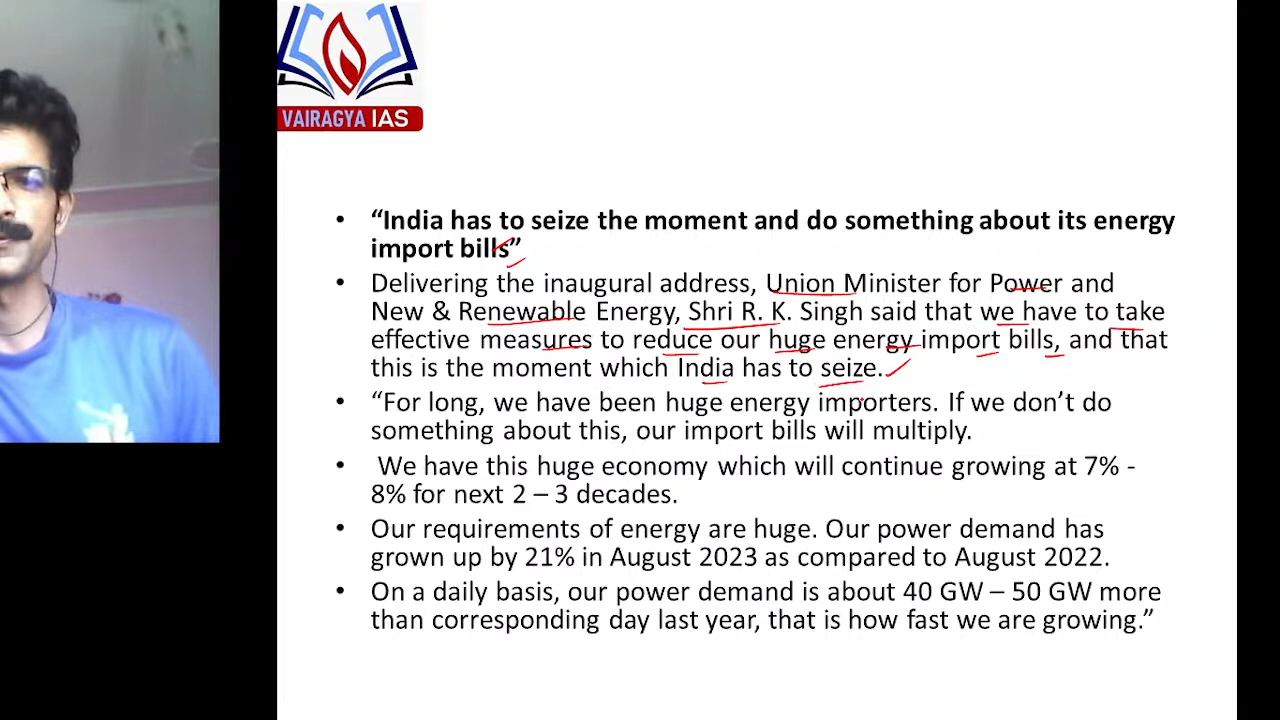 VAIRAGYA IAS
• “India has to seize the moment and do something about its energy
import bills”
• Delivering the inaugural address, Union Minister for Power and
New & Renewable Energy, Shri R. K. Singh said that we have to take
effective measures to reduce our huge energy import bills, and that
this is the moment which India has to seize.
• “For long, we have been huge energy importers. If we don’t do
something about this, our import bills will multiply.
• We have this huge economy which will continue growing at 7% -
8% for next 2 – 3 decades.
• Our requirements of energy are huge. Our power demand has
grown up by 21% in August 2023 as compared to August 2022.
• On a daily basis, our power demand is about 40 GW – 50 GW more
than corresponding day last year, that is how fast we are growing.”